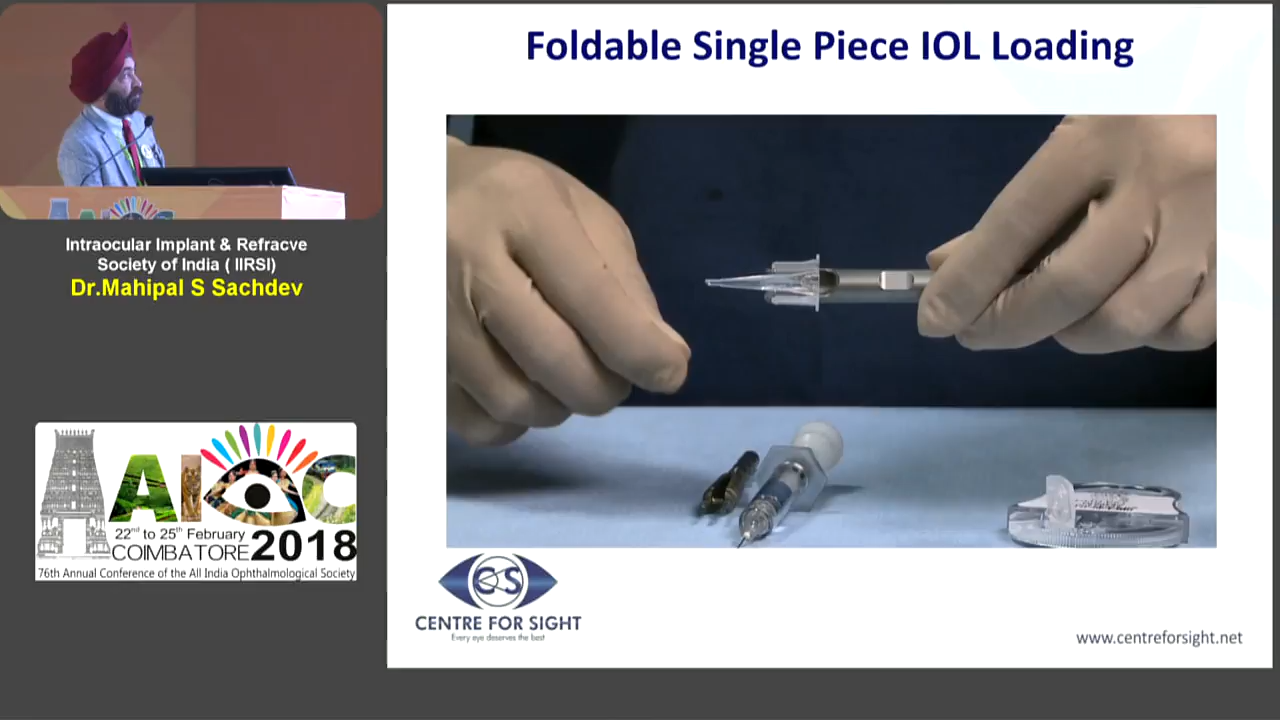 Foldable Single Piece IOL Loading
Intraocular Implant & Refracve
Society of India ( IIRSI)
Dr.Mahipal S Sachdev
AIOC
22nd to 25th February
COIMBATORE 2018
76th Annual Conference of the All India Ophthalmological Society
CS
CENTRE FOR SIGHT
Every eye deserves the best
www.centreforsight.net